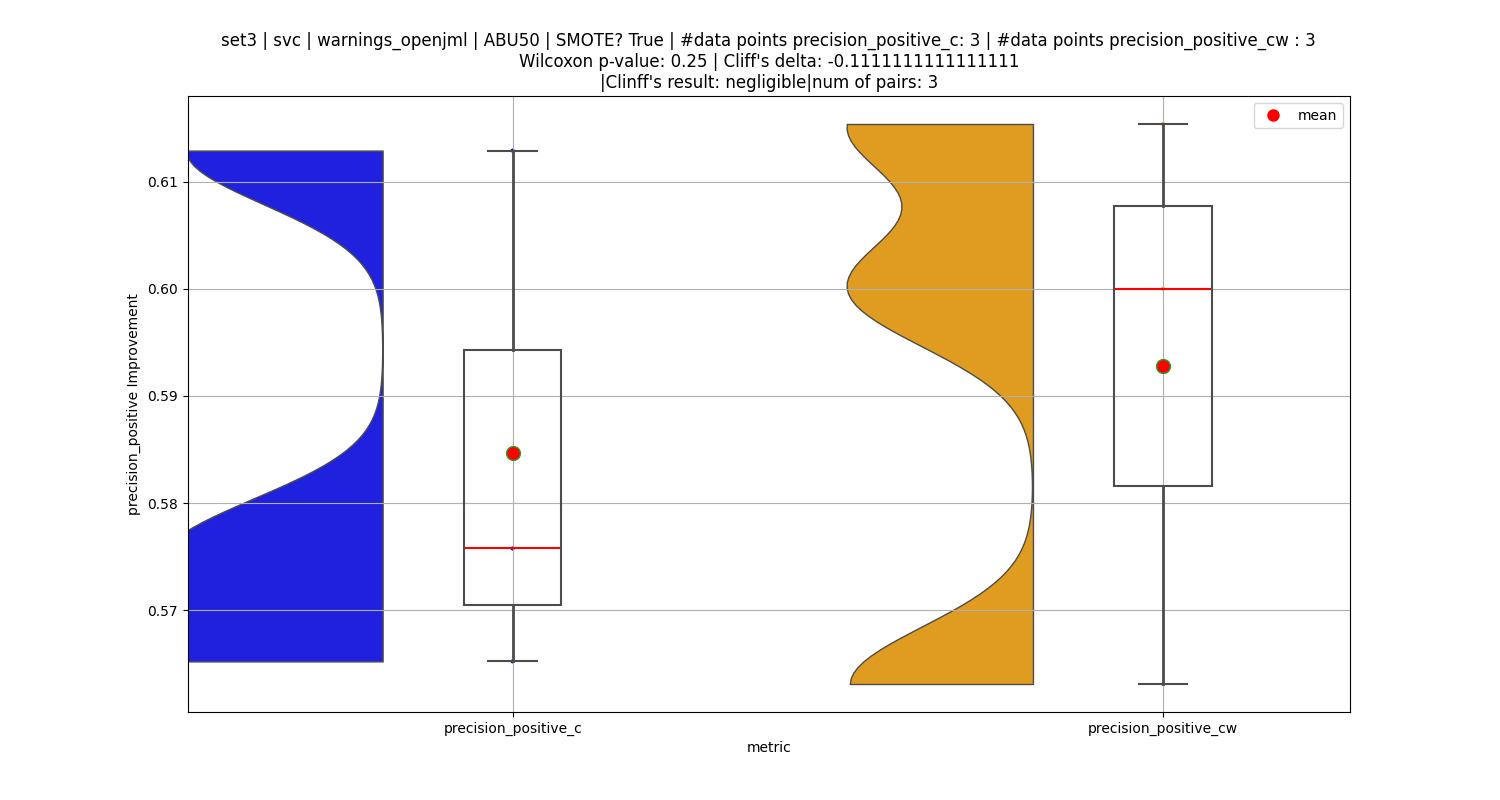 set3 | svc | warnings_openjml | ABU50 | SMOTE? True | #data points precision_positive_c: 3 | #data points precision_positive_cw : 3
Wilcoxon p-value: 0.25 | Cliff's delta: -0.1111111111111111
|Clinff's result: negligible|num of pairs: 3
mean
0.61
0.60
0.59
0.58
0.57
precision_positive Improvement
precision_positive_c
precision_positive_cw
metric